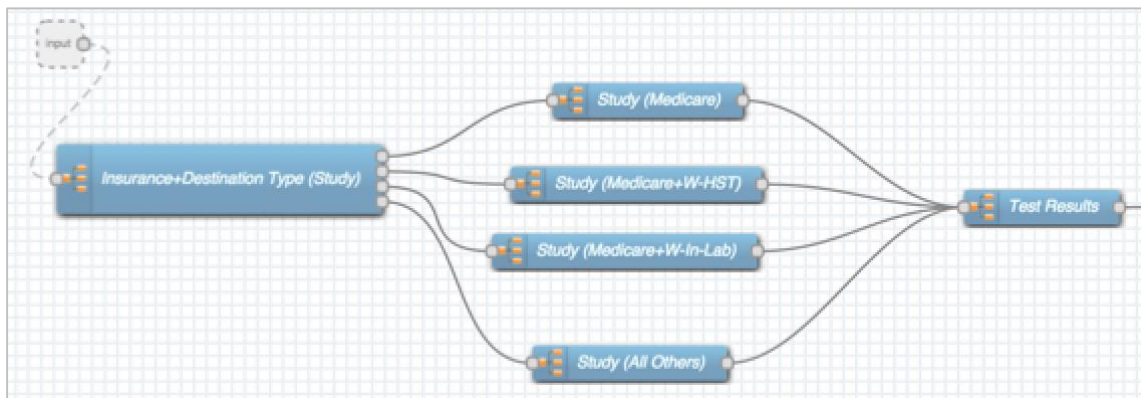 input
Study (Medicare)
Insurance+Destination Type (Study)
Study (Medicare+W-HST)
Test Results
Study (Medicare+W-In-Lab)
Study (All Others)